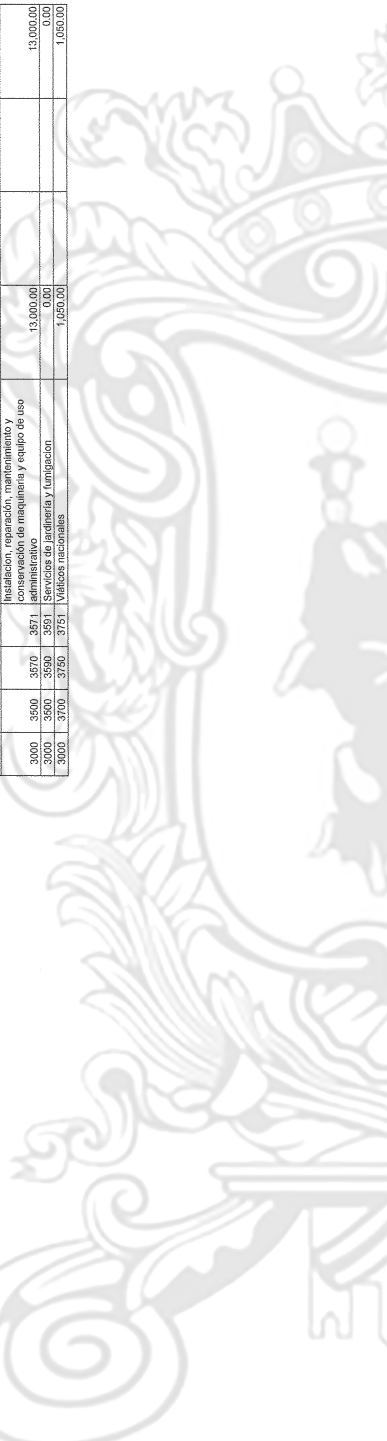 Instalacion, reparación, mantenimiento y
conservación de maquinaria y equipo de uso
3000 3500 3570 3571 administrativo 13,000.00 13,000.00
3000 3500 3590 3591 Servicios de jardinería y fumigacion 0.00 0.00
3000 3700 3750 3751 Viáticos nacionales 1,050.00 1,050.00